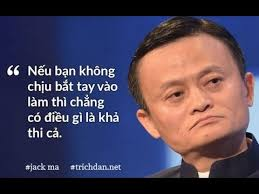 “
Nếu bạn không
chịu bắt tay vào
làm thì chẳng
có điều gì là khả
thi cả.
#jack ma #trichdan.net